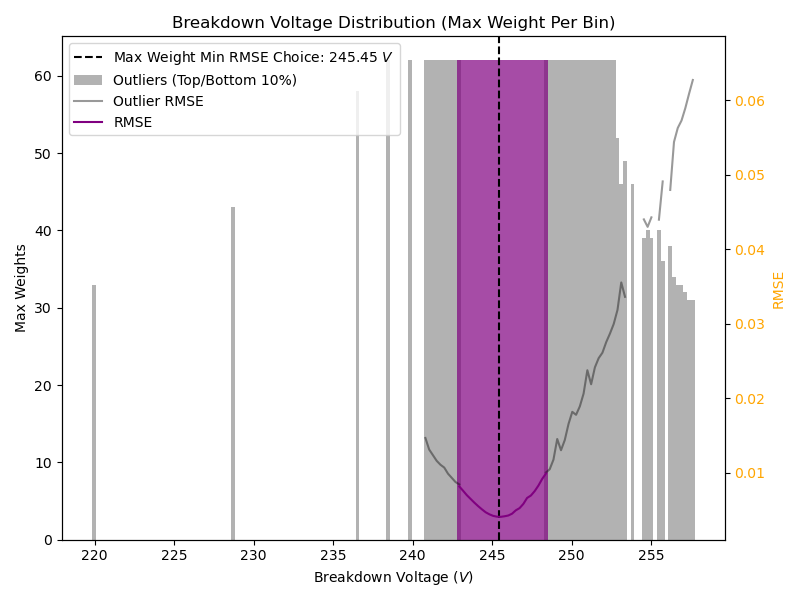 Breakdown Voltage Distribution (Max Weight Per Bin)
Max Weight Min RMSE Choice: 245.45 V
Outliers (Top/Bottom 10%)
Outlier RMSE
RMSE
60
50
40
30
20
10
0
Max Weights
0.06
0.05
0.04
0.03
0.02
0.01
RMSE
220 225 230 235 240 245 250 255
Breakdown Voltage (V)